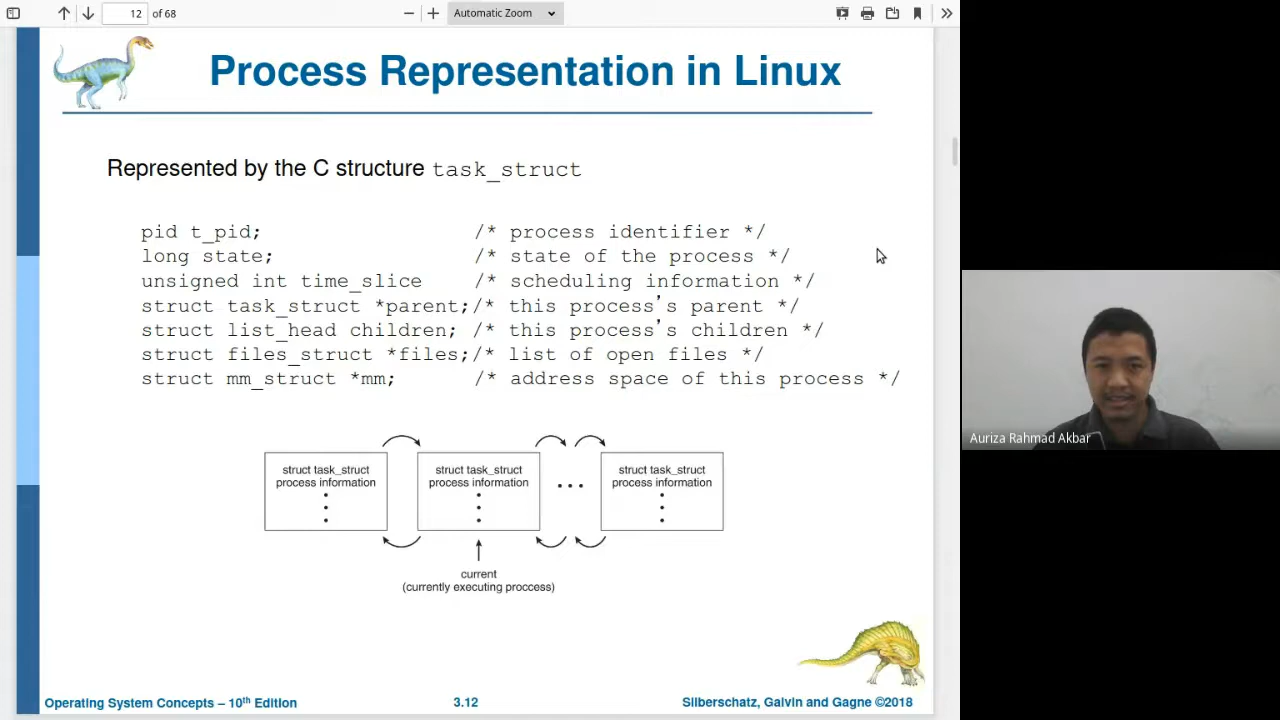 12 of 68
Automatic Zoom
Process Representation in Linux
Represented by the C structure task_struct
pid t_pid; /* process identifier */
long state; /* state of the process */
unsigned int time_slice /* scheduling information */
struct task_struct *parent;/* this process's parent */
struct list_head children; /* this process's children */
struct files_struct *files;/* list of open files */
struct mm_struct *mm; /* address space of this process */
struct task_struct
process information
struct task_struct
process information
struct task_struct
process information
current
(currently executing proccess)
Operating System Concepts – 10th Edition
3.12
Silberschatz, Galvin and Gagne ©2018
Auriza Rahmad Akbar